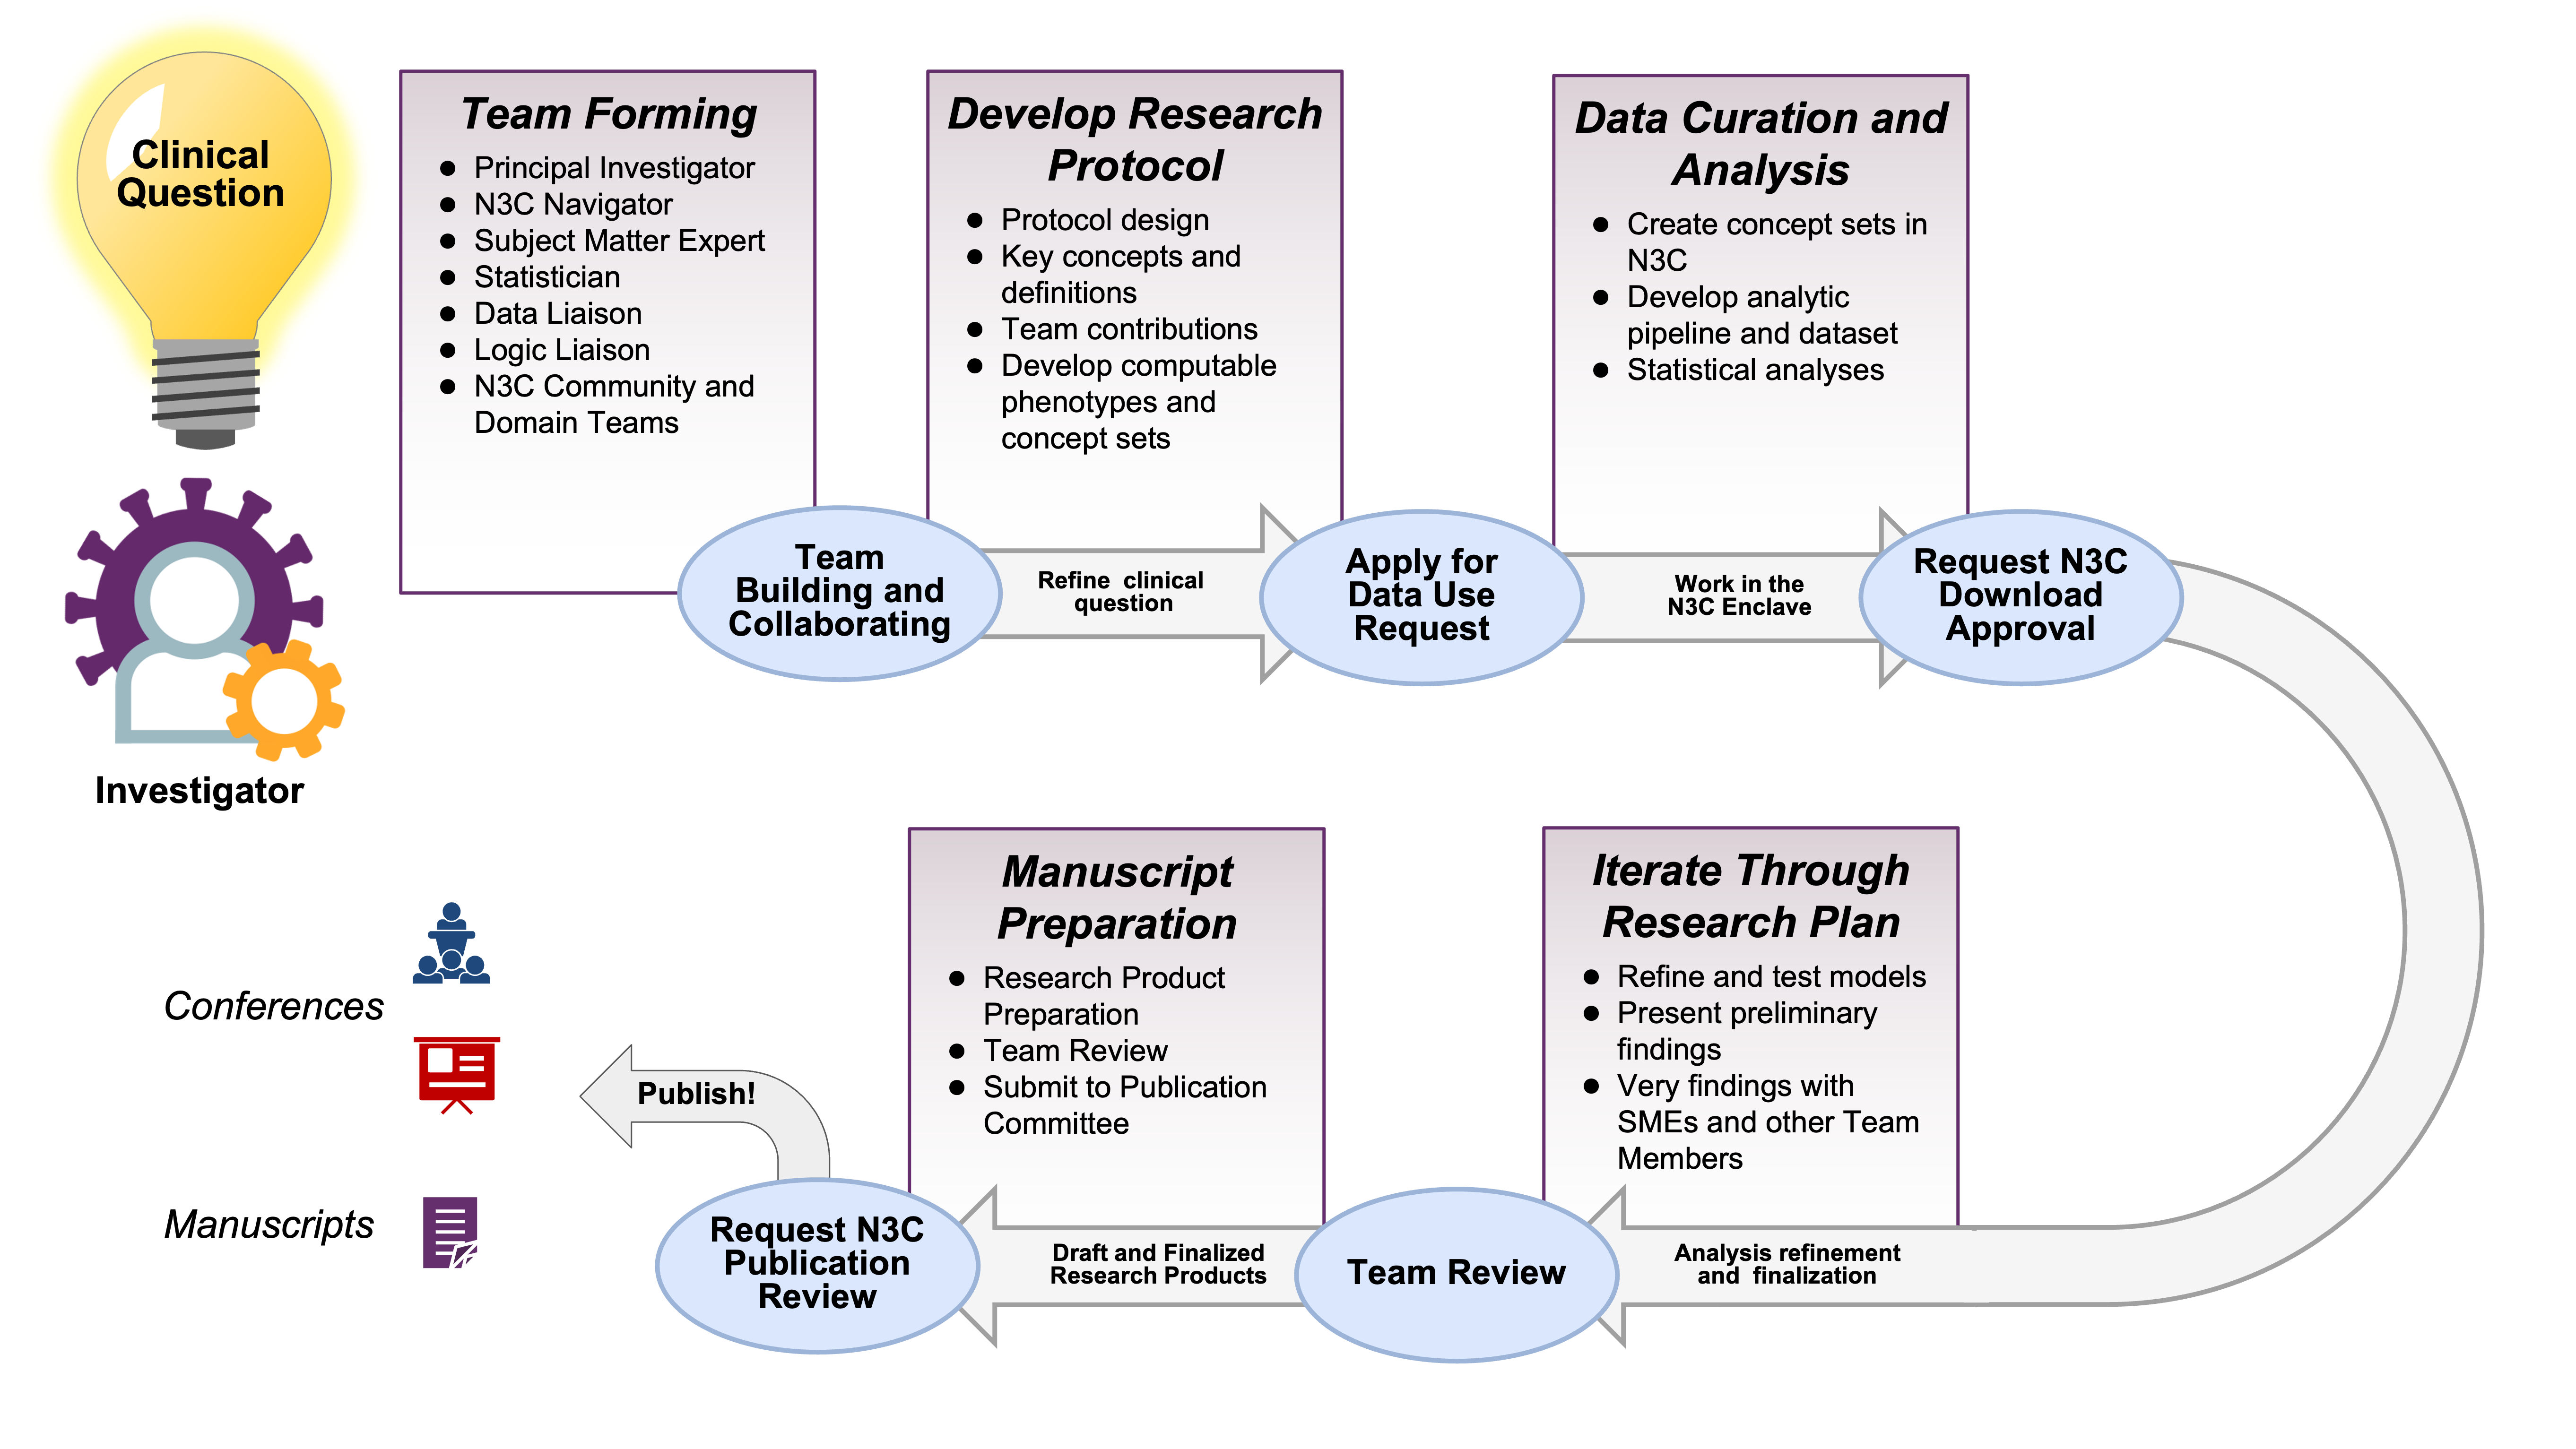 Clinical
Question
Investigator
Team Forming
● Principal Investigator
● N3C Navigator
● Subject Matter Expert
● Statistician
● Data Liaison
● Logic Liaison
● N3C Community and
Domain Teams
Team
Building and
Collaborating
Develop Research
Protocol
● Protocol design
● Key concepts and
definitions
● Team contributions
● Develop computable
phenotypes and
concept sets
Refine clinical
question
Apply for
Data Use
Request
Data Curation and
Analysis
● Create concept sets in
N3C
● Develop analytic
pipeline and dataset
● Statistical analyses
Work in the
N3C Enclave
Request N3C
Download
Approval
Iterate Through
Research Plan
● Refine and test models
● Present preliminary
findings
● Very findings with
SMEs and other Team
Members
Analysis refinement
and finalization
Team Review
Manuscript
Preparation
● Research Product
Preparation
● Team Review
● Submit to Publication
Committee
Draft and Finalized
Research Products
Request N3C
Publication
Review
Publish!
Conferences
Manuscripts